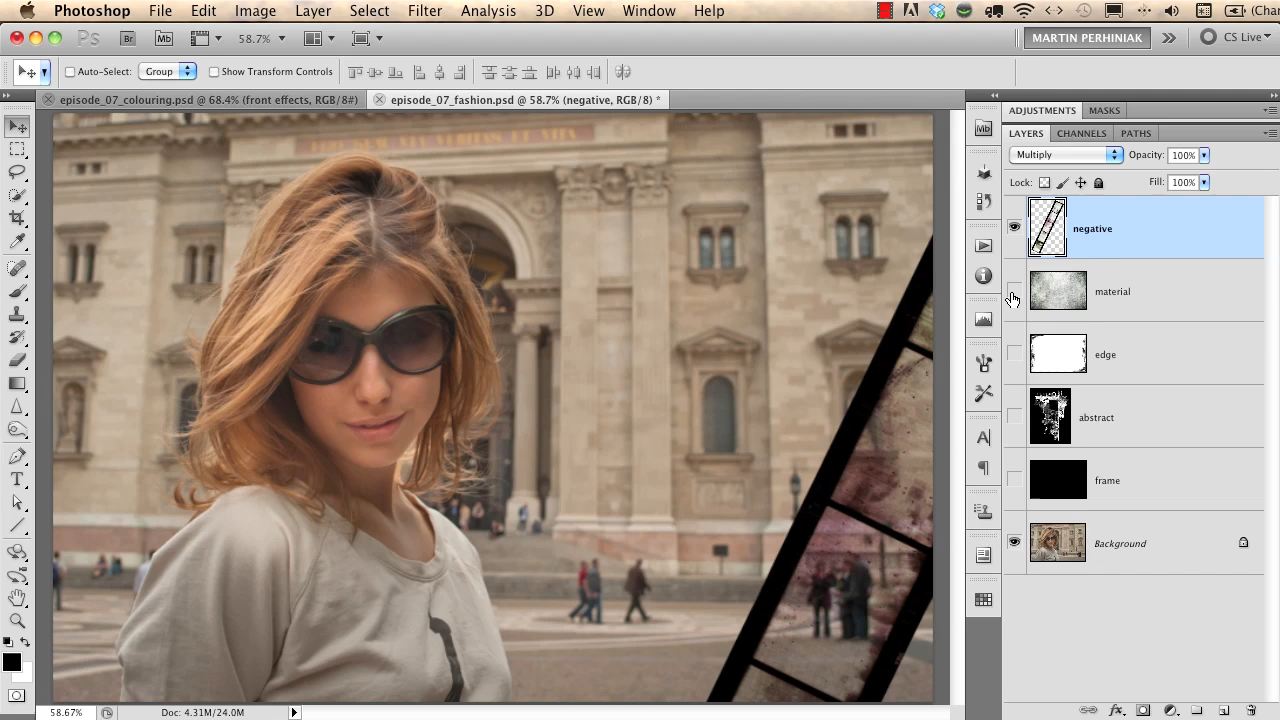 Photoshop File Edit Image Layer Select Filter Analysis 3D View Window Help (Cha
Ps Br Mb 58.7% MARTIN PERHINIAK CS Live
Auto-Select: Group Show Transform Controls
episode_07_colouring.psd @ 68.4% (front effects, RGB/8#) episode_07_fashion.psd @ 58.7% (negative, RGB/8) *
ADJUSTMENTS MASKS
LAYERS CHANNELS PATHS
Multiply Opacity: 100%
Lock: Fill: 100%
negative
material
edge
abstract
frame
Background
58.67% Doc: 4.31M/24.0M